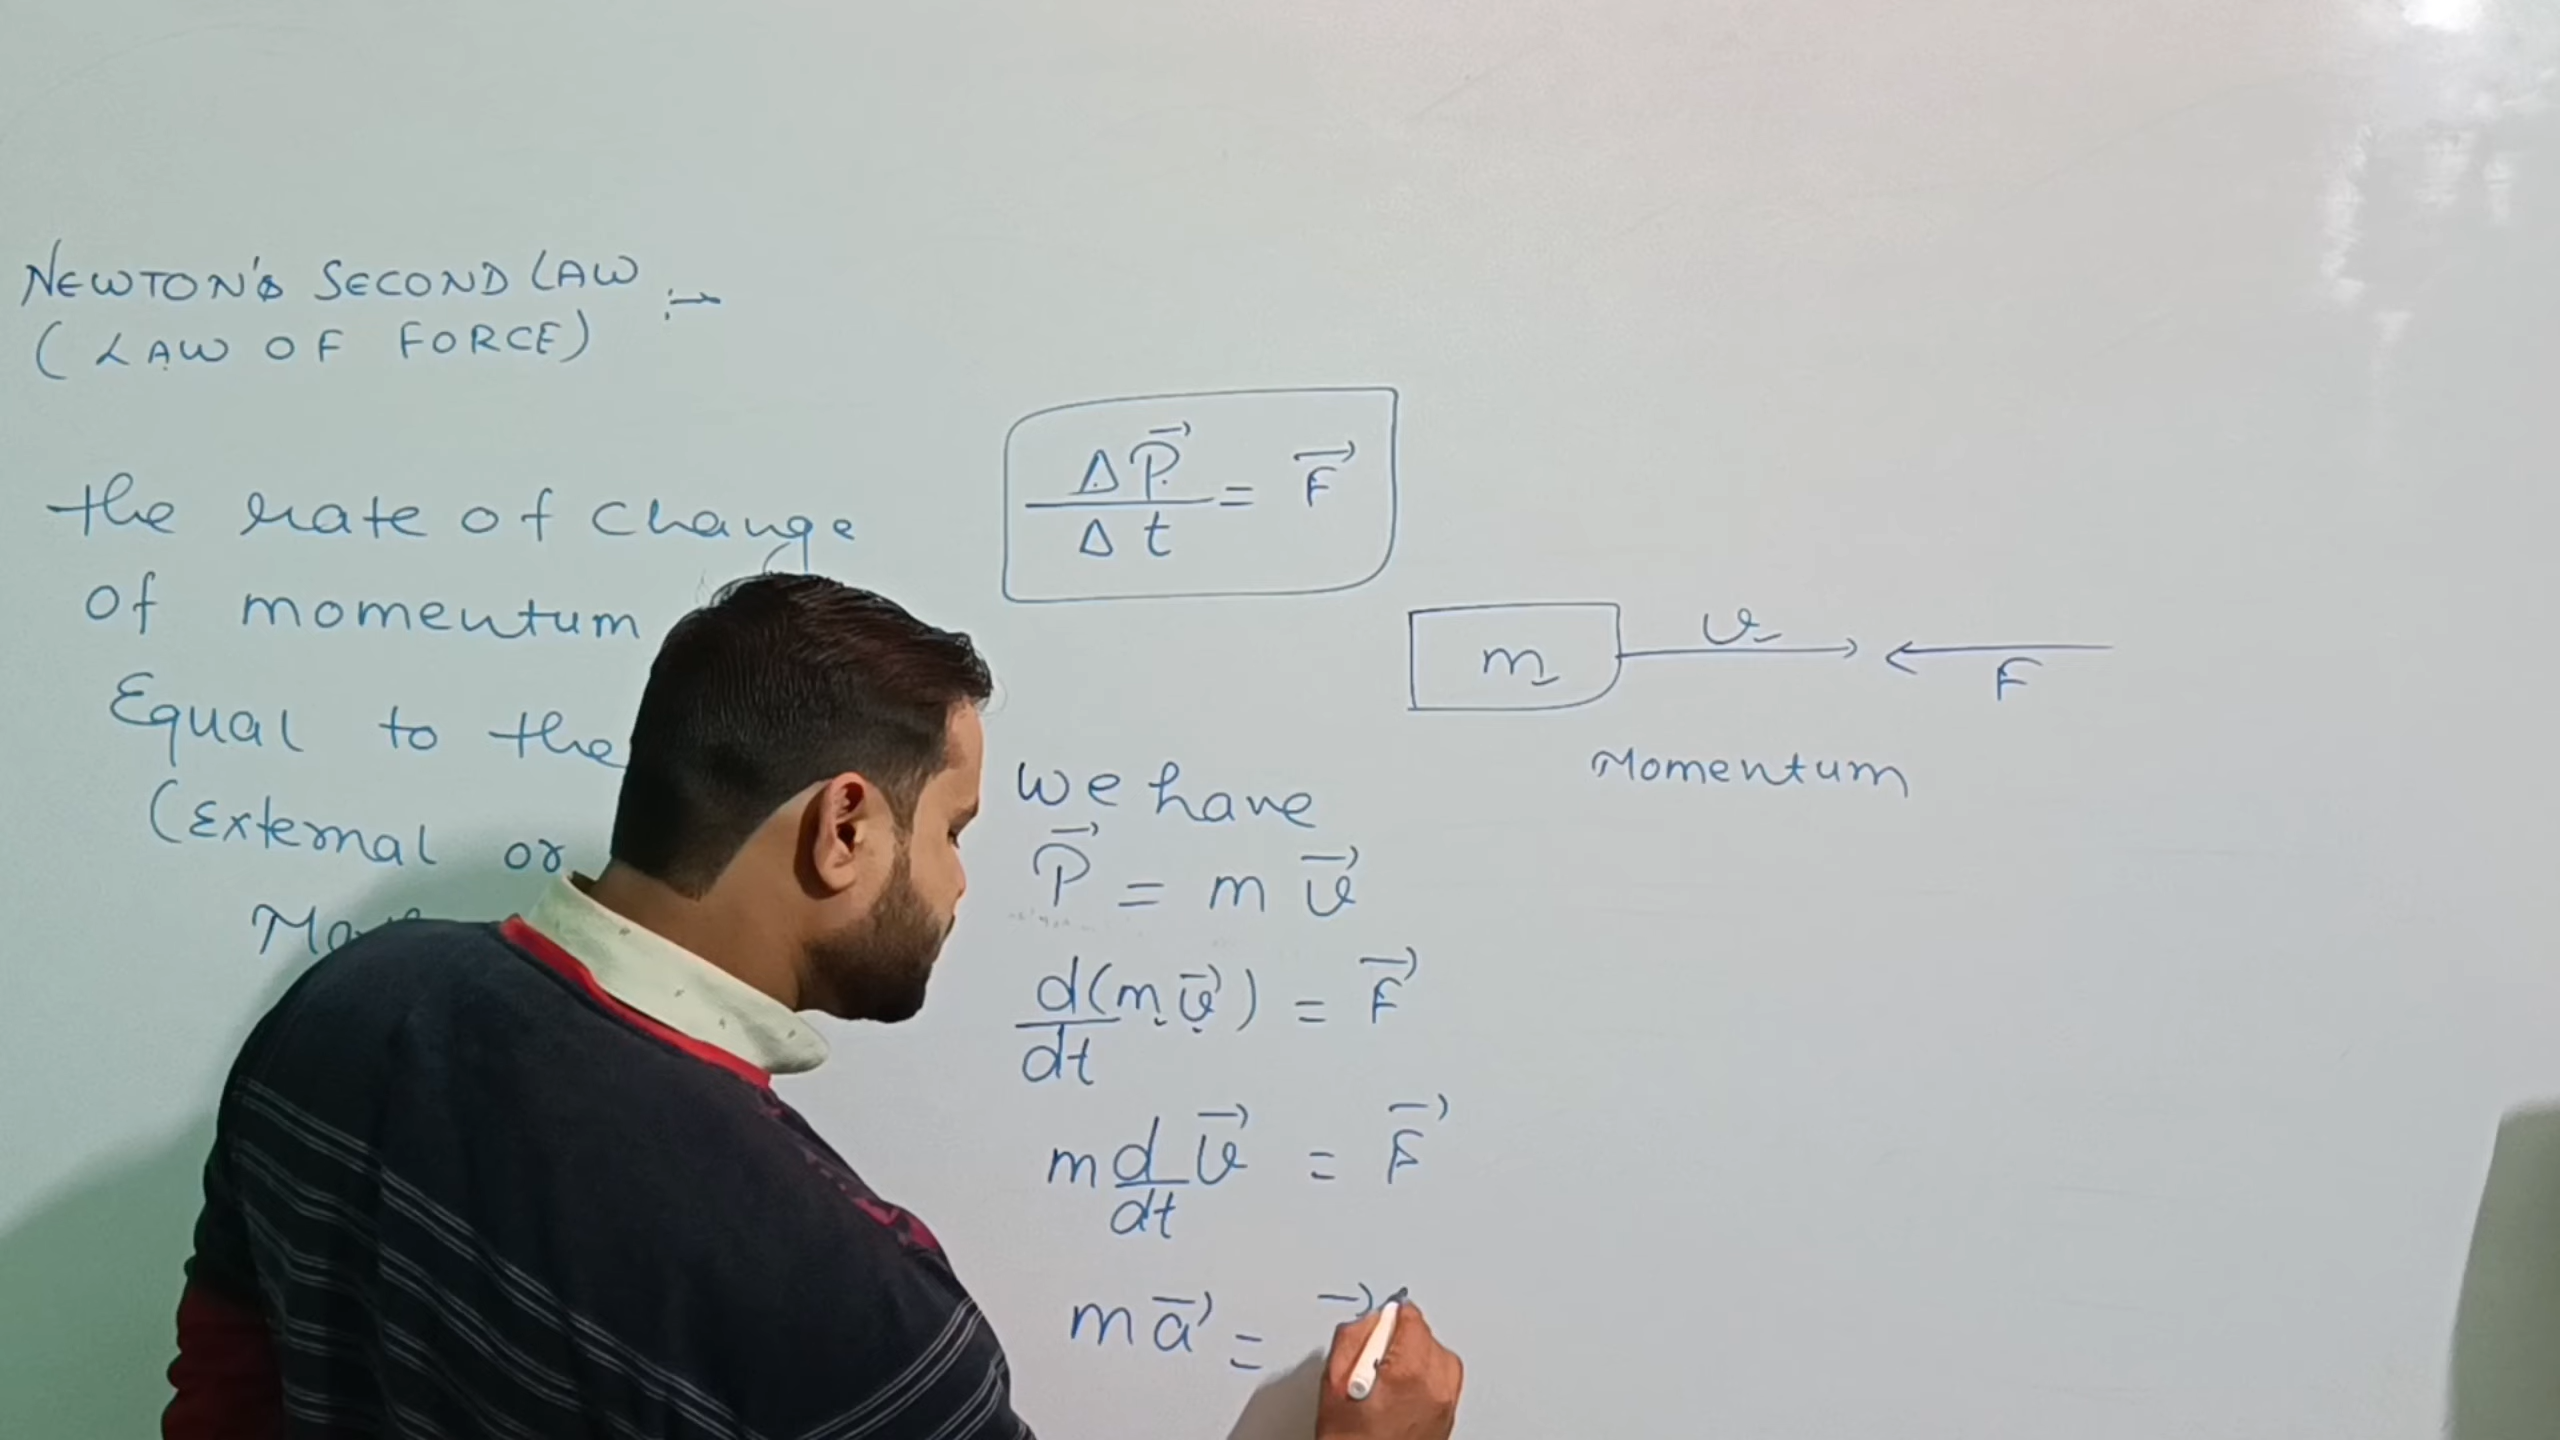 NEWTON'S SECOND LAW :-
(LAW OF FORCE)
the rate of change
of momentum
Equal to the
(External or
ΔP⃗/Δt = F⃗
m v F
Momentum
we have
P⃗ = m v⃗
d(m v⃗)/dt = F⃗
m d/dt v⃗ = F⃗
m a⃗ =